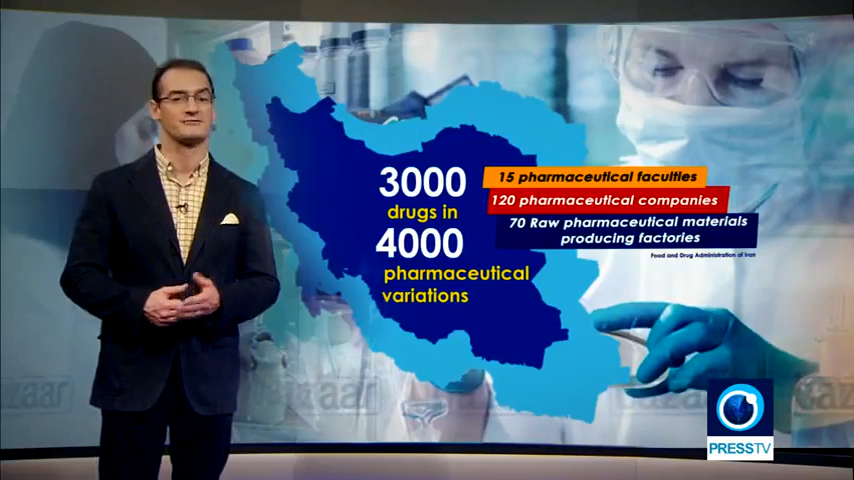 3000
drugs in
4000
pharmaceutical
variations
15 pharmaceutical faculties
120 pharmaceutical companies
70 Raw pharmaceutical materials
producing factories
Food and Drug Administration of Iran
PRESSTV